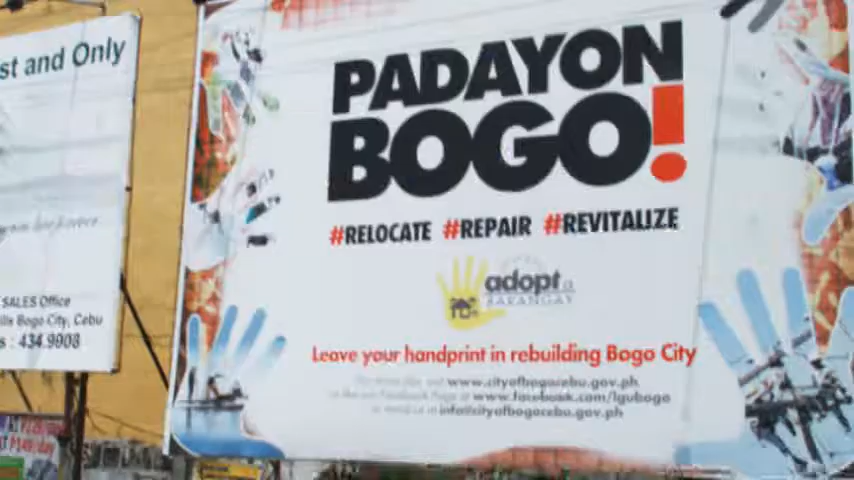 st and Only
SALES Office
lls Bogo City, Cebu
s : 434.9908
PADAYON
BOGO!
#RELOCATE #REPAIR #REVITALIZE
adopt a
BARANGAY
Leave your handprint in rebuilding Bogo City
www.cityofbogocebu.gov.ph
www.facebook.com/lgubogo
info@cityofbogocebu.gov.ph